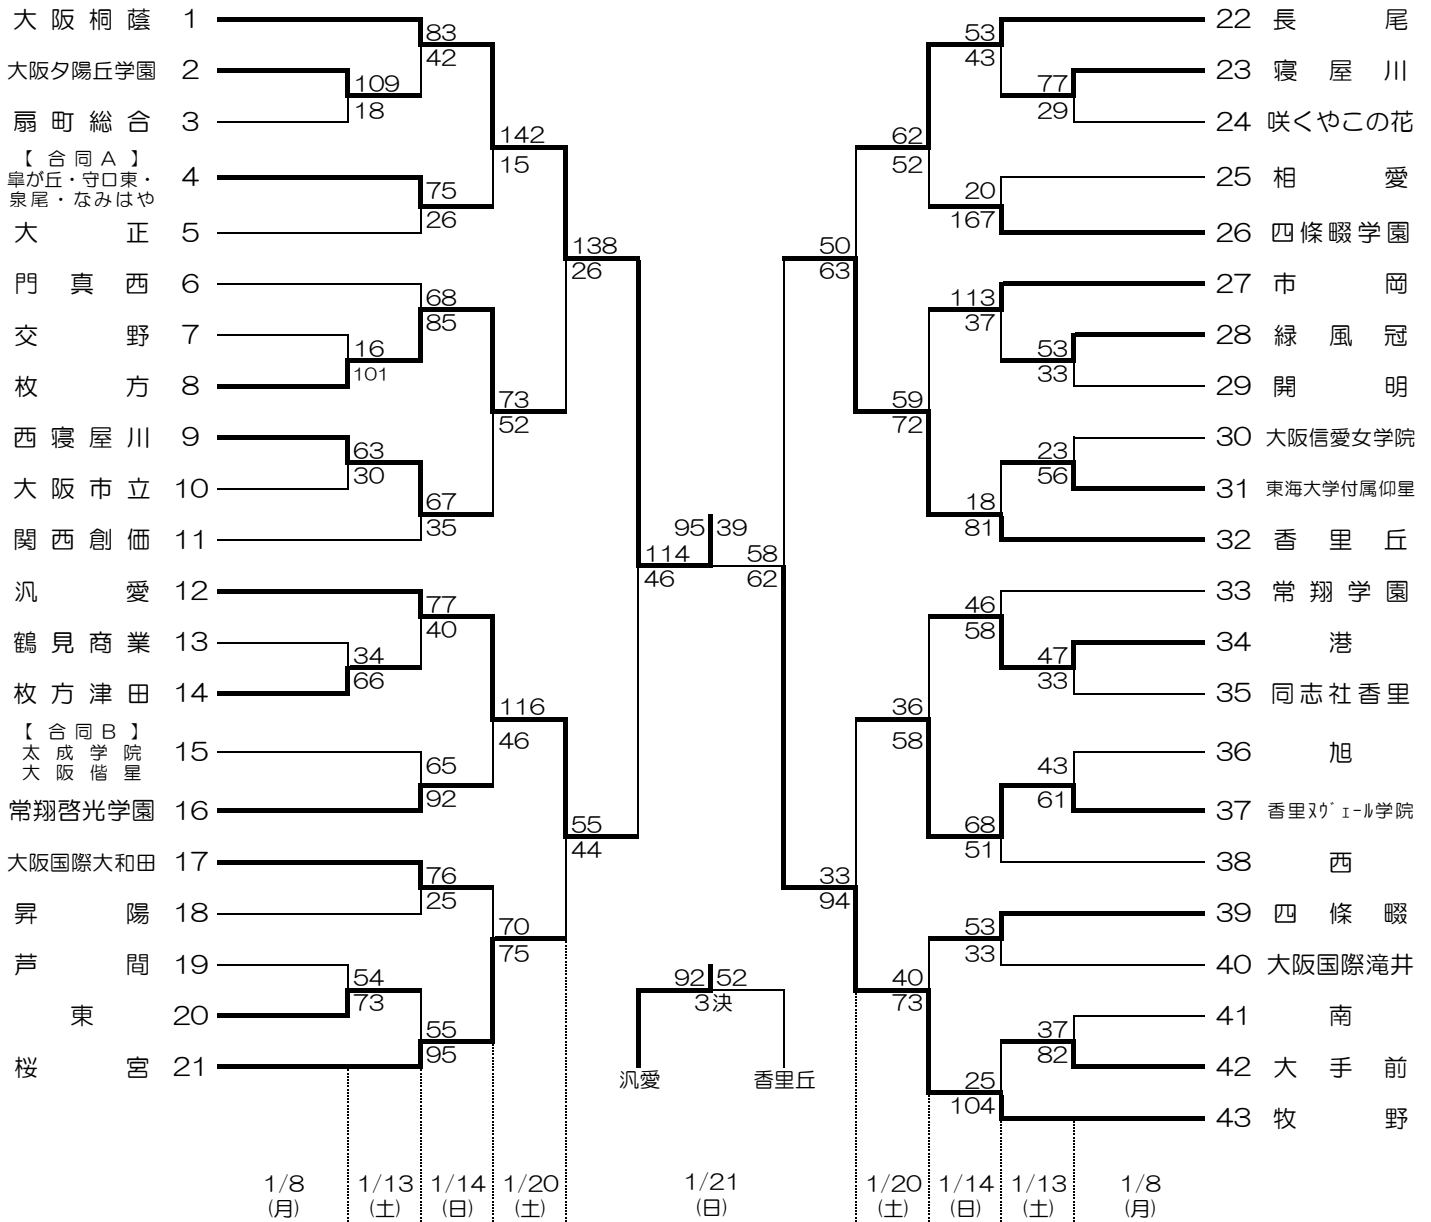 大阪桐蔭 1
83
42
大阪夕陽丘学園 2
109
18
扇町総合 3
142
15
【合同A】
皐が丘・守口東・
泉尾・なみはや
4
75
26
大正 5
138
26
門真西 6
68
85
交野 7
16
101
枚方 8
73
52
西寝屋川 9
63
30
大阪市立 10
67
35
関西創価 11
114
46
汎愛 12
77
40
鶴見商業 13
34
66
枚方津田 14
116
46
【合同B】
太成学院
大阪偕星
15
65
92
常翔啓光学園 16
55
44
大阪国際大和田 17
76
25
昇陽 18
70
75
芦間 19
54
73
東 20
55
95
桜宮 21
95 39
58
62
92 52
3決
汎愛 香里丘
22 長尾
53
43
23 寝屋川
77
29
24 咲くやこの花
62
52
25 相愛
20
167
26 四條畷学園
50
63
27 市岡
113
37
28 緑風冠
53
33
29 開明
59
72
30 大阪信愛女学院
23
56
31 東海大学付属仰星
18
81
32 香里丘
33 常翔学園
46
58
34 港
47
33
35 同志社香里
36
58
36 旭
43
61
37 香里ヌヴェール学院
68
51
38 西
33
94
39 四條畷
53
33
40 大阪国際滝井
40
73
41 南
37
82
42 大手前
25
104
43 牧野
1/8 1/13 1/14 1/20 1/21 1/20 1/14 1/13 1/8
(月) (土) (日) (土) (日) (土) (日) (土) (月)